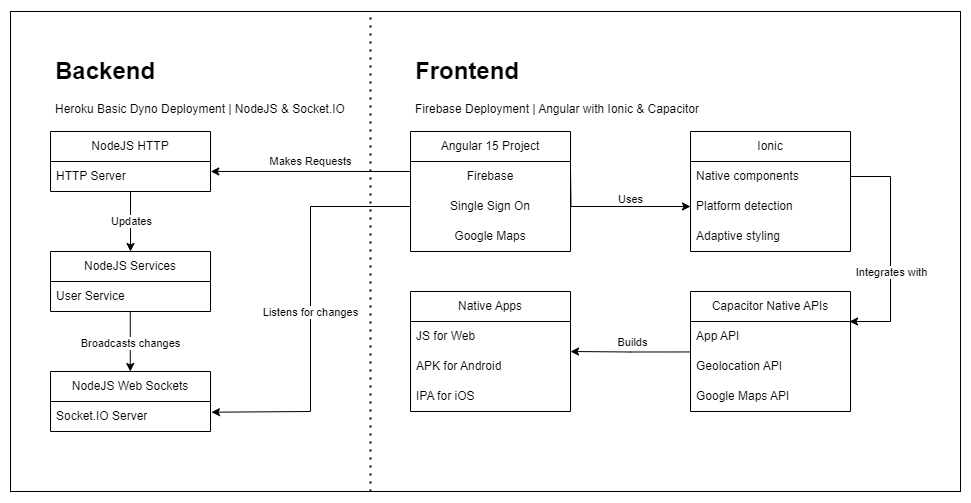 Backend
Heroku Basic Dyno Deployment | NodeJS & Socket.IO
NodeJS HTTP
HTTP Server
Updates
NodeJS Services
User Service
Broadcasts changes
NodeJS Web Sockets
Socket.IO Server
Makes Requests
Listens for changes
Frontend
Firebase Deployment | Angular with Ionic & Capacitor
Angular 15 Project
Firebase
Single Sign On
Google Maps
Uses
Ionic
Native components
Platform detection
Adaptive styling
Integrates with
Native Apps
JS for Web
APK for Android
IPA for iOS
Builds
Capacitor Native APIs
App API
Geolocation API
Google Maps API